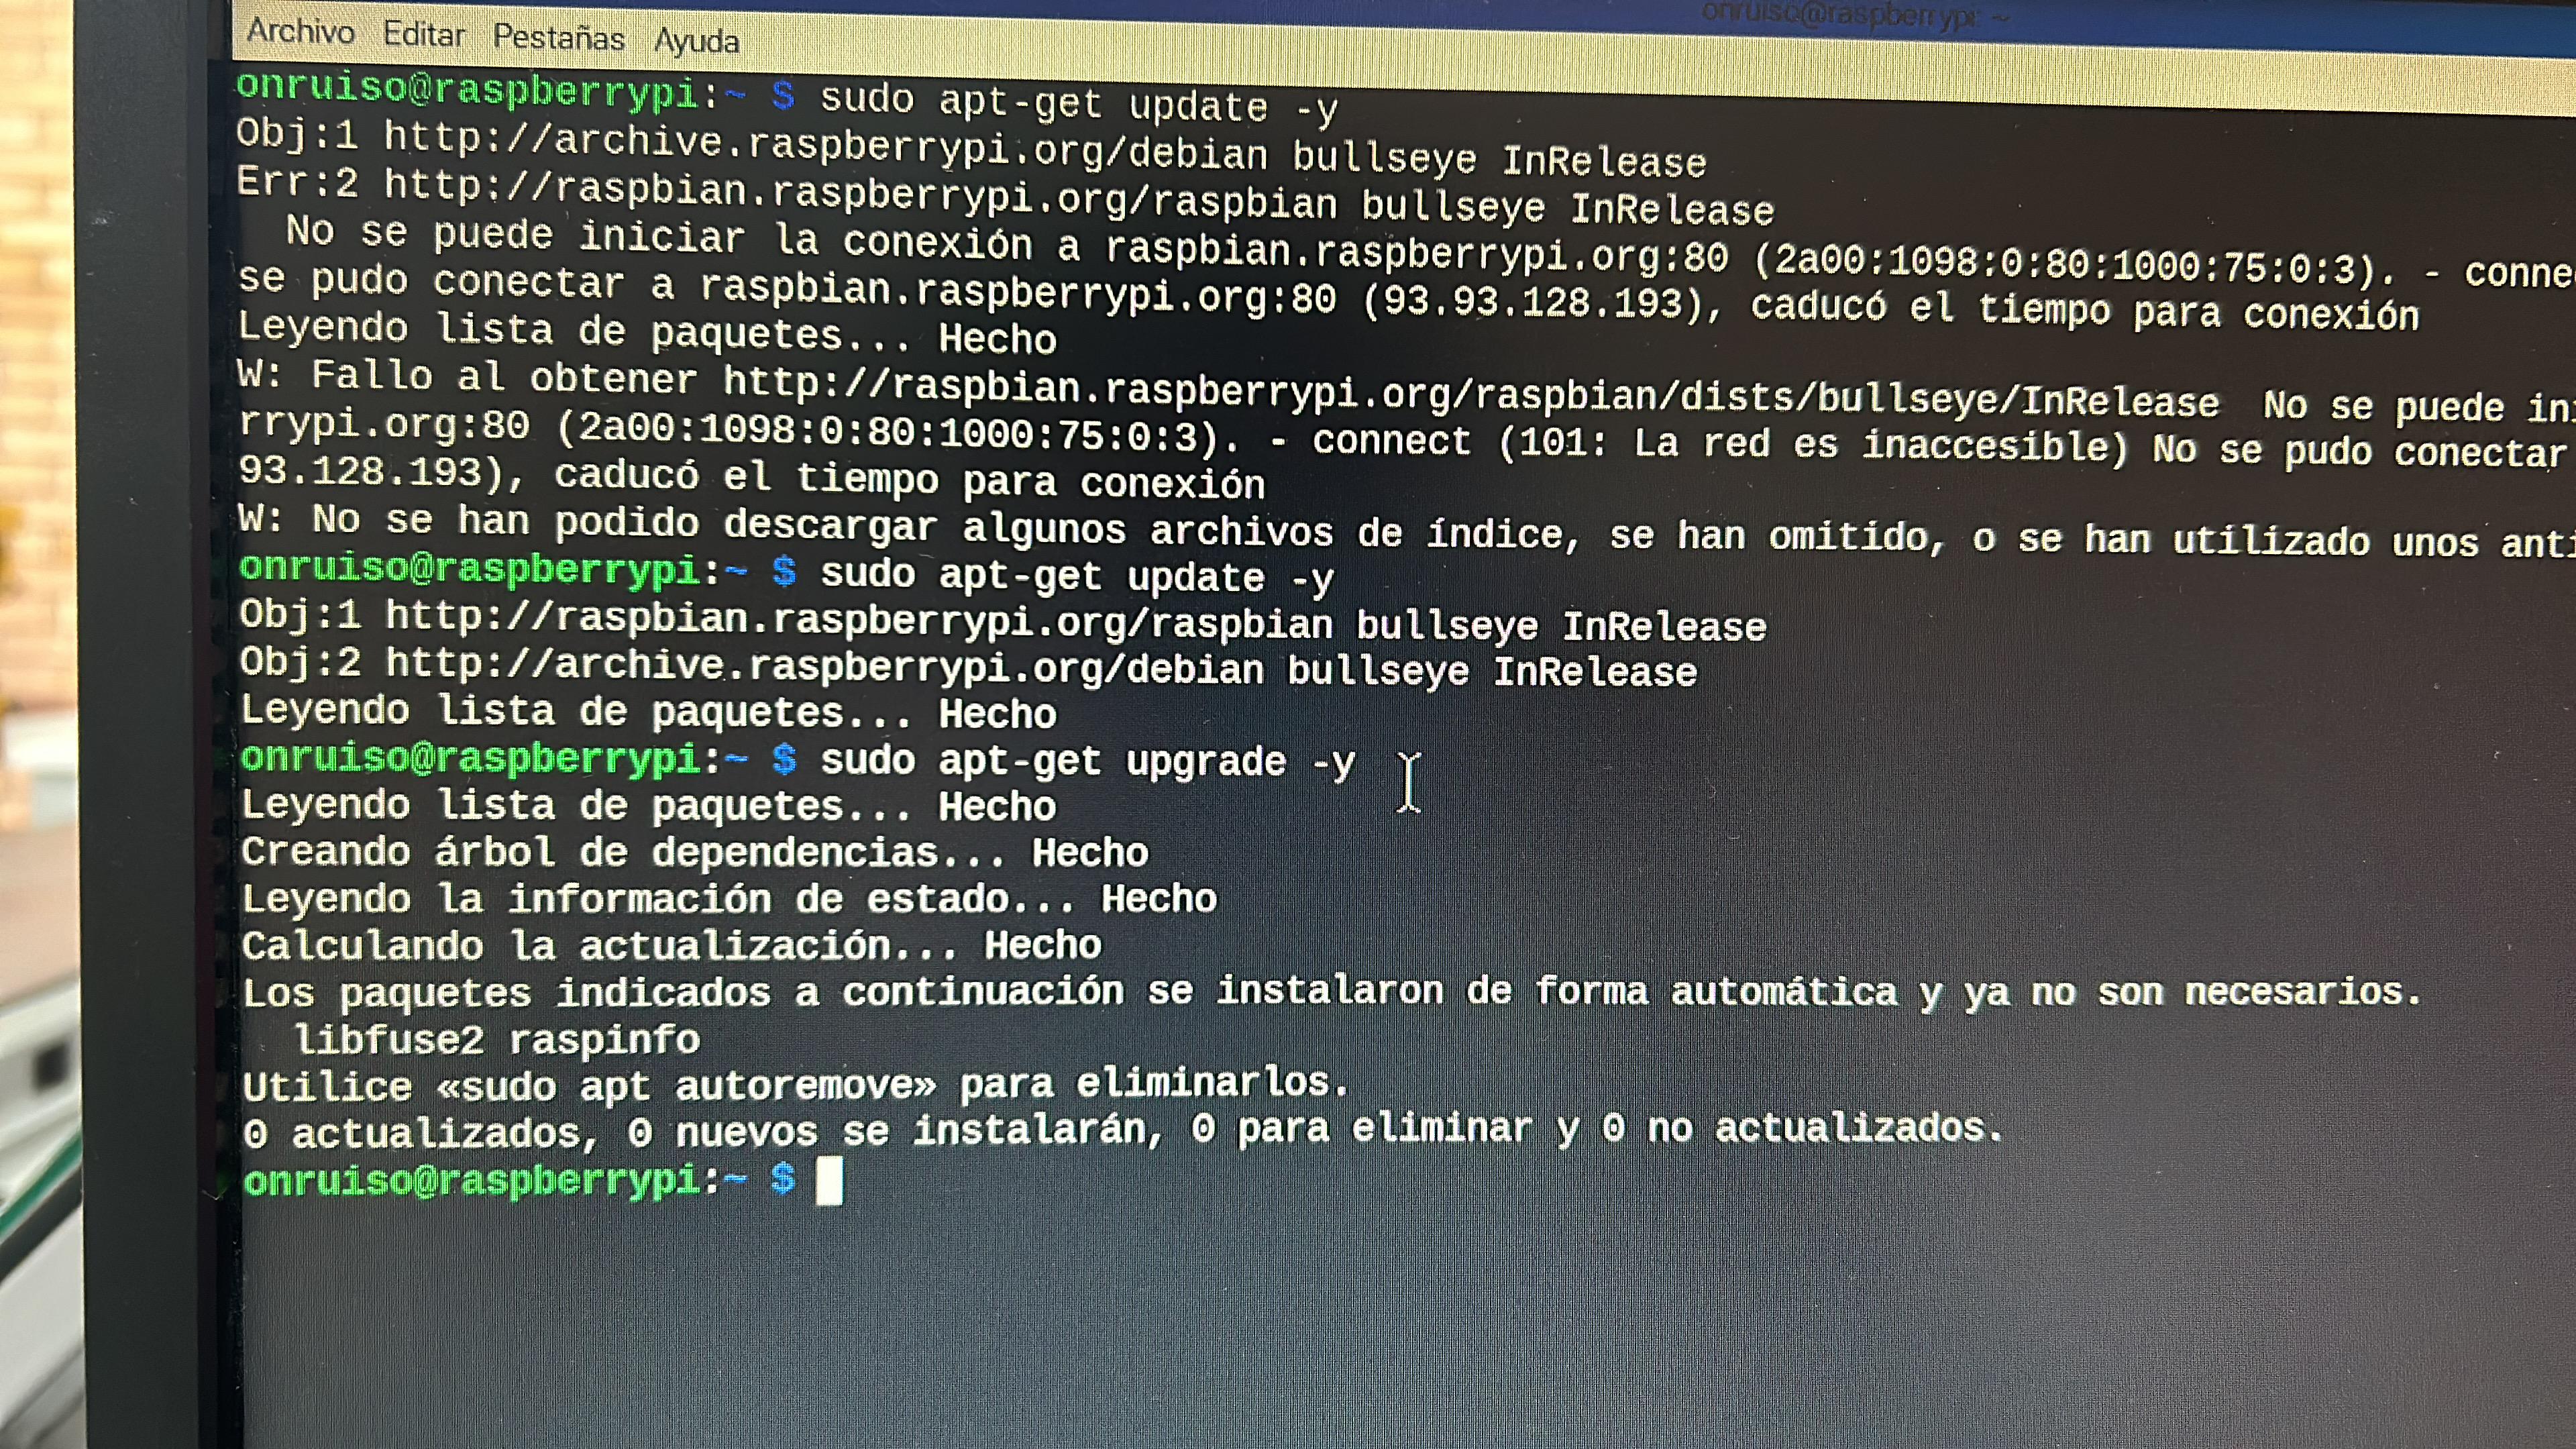 onruiso@raspberrypi: ~
Archivo Editar Pestañas Ayuda
onruiso@raspberrypi:~ $ sudo apt-get update -y
Obj:1 http://archive.raspberrypi.org/debian bullseye InRelease
Err:2 http://raspbian.raspberrypi.org/raspbian bullseye InRelease
No se puede iniciar la conexión a raspbian.raspberrypi.org:80 (2a00:1098:0:80:1000:75:0:3). - conne
se pudo conectar a raspbian.raspberrypi.org:80 (93.93.128.193), caducó el tiempo para conexión
Leyendo lista de paquetes... Hecho
W: Fallo al obtener http://raspbian.raspberrypi.org/raspbian/dists/bullseye/InRelease No se puede ini
rrypi.org:80 (2a00:1098:0:80:1000:75:0:3). - connect (101: La red es inaccesible) No se pudo conectar
93.128.193), caducó el tiempo para conexión
W: No se han podido descargar algunos archivos de índice, se han omitido, o se han utilizado unos anti
onruiso@raspberrypi:~ $ sudo apt-get update -y
Obj:1 http://raspbian.raspberrypi.org/raspbian bullseye InRelease
Obj:2 http://archive.raspberrypi.org/debian bullseye InRelease
Leyendo lista de paquetes... Hecho
onruiso@raspberrypi:~ $ sudo apt-get upgrade -y
Leyendo lista de paquetes... Hecho
Creando árbol de dependencias... Hecho
Leyendo la información de estado... Hecho
Calculando la actualización... Hecho
Los paquetes indicados a continuación se instalaron de forma automática y ya no son necesarios.
libfuse2 raspinfo
Utilice «sudo apt autoremove» para eliminarlos.
0 actualizados, 0 nuevos se instalarán, 0 para eliminar y 0 no actualizados.
onruiso@raspberrypi:~ $